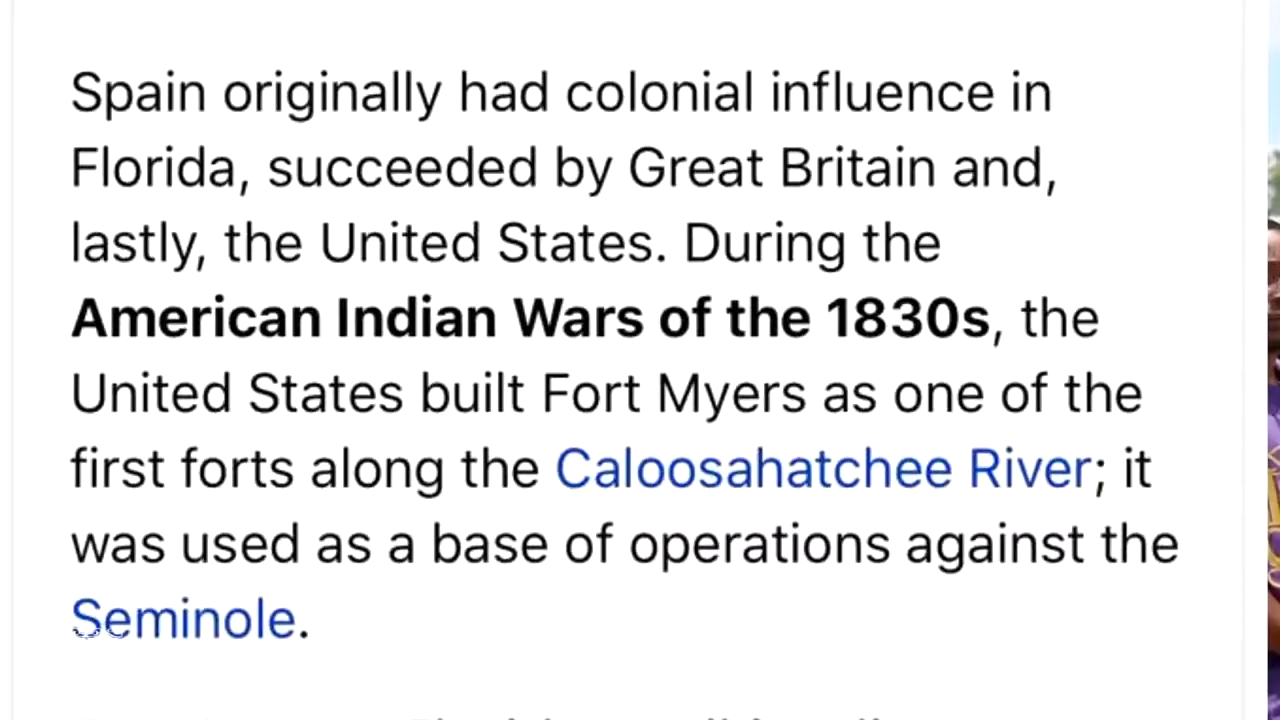 Spain originally had colonial influence in
Florida, succeeded by Great Britain and,
lastly, the United States. During the
American Indian Wars of the 1830s, the
United States built Fort Myers as one of the
first forts along the Caloosahatchee River; it
was used as a base of operations against the
Seminole.